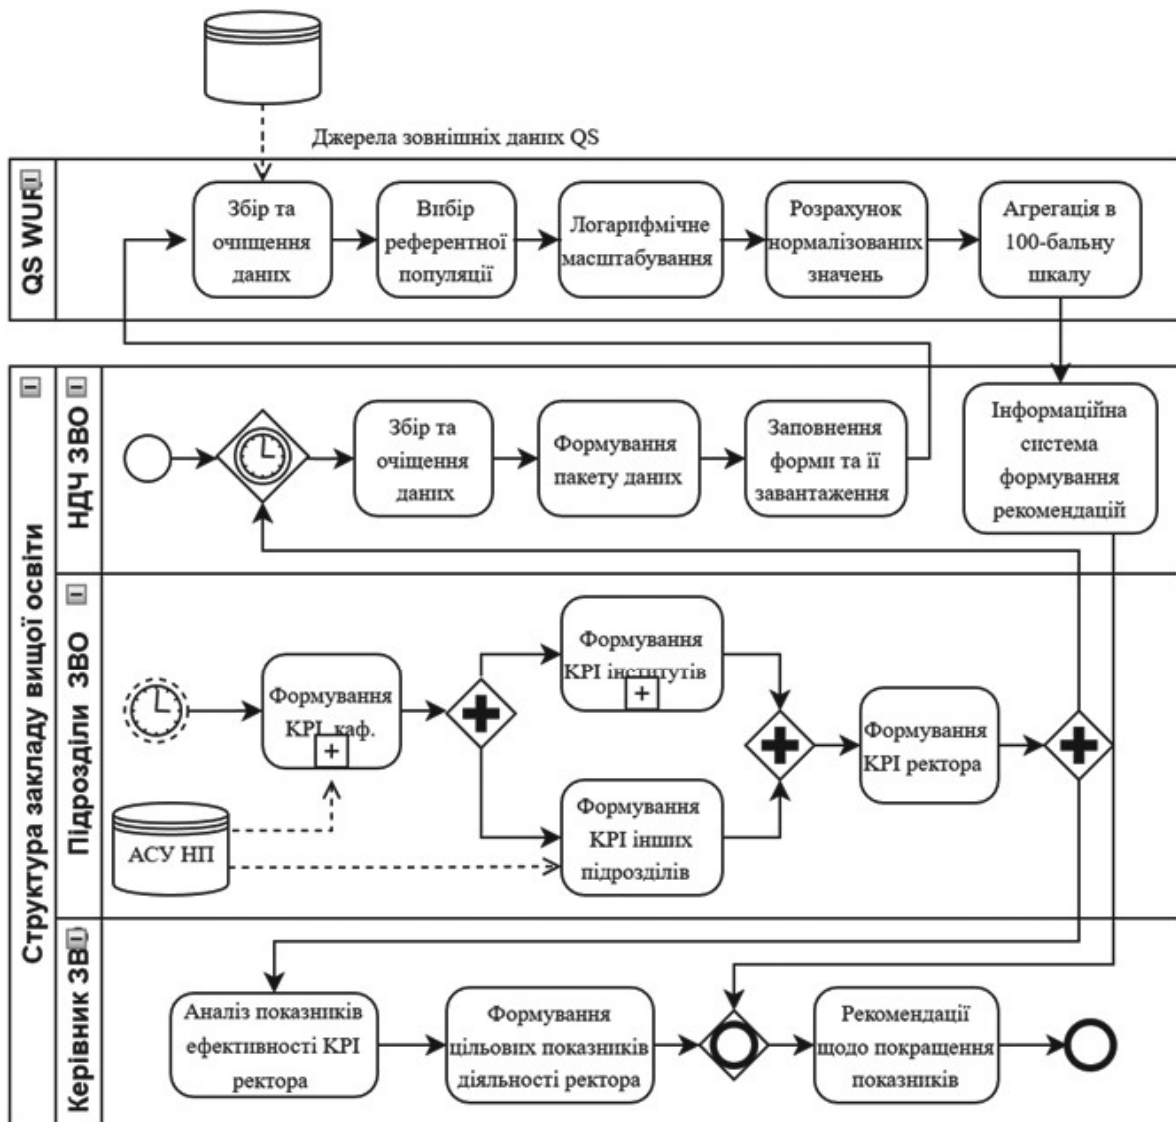 Джерела зовнішніх даних QS
QS WUR
Збір та
очищення
даних
Вибір
референтної
популяції
Логарифмічне
масштабування
Розрахунок
нормалізованих
значень
Агрегація в
100-бальну
шкалу
Структура закладу вищої освіти
НДЧ ЗВО
Збір та
очіщення
даних
Формування
пакету даних
Заповнення
форми та її
завантаження
Інформаційна
система
формування
рекомендацій
Підрозділи ЗВО
Формування
KPI каф.
Формування
KPI інститутів
Формування
KPI інших
підрозділів
Формування
KPI ректора
АСУ НП
Керівник ЗВО
Аналіз показників
ефективності KPI
ректора
Формування
цільових показників
діяльності ректора
Рекомендації
щодо покращення
показників